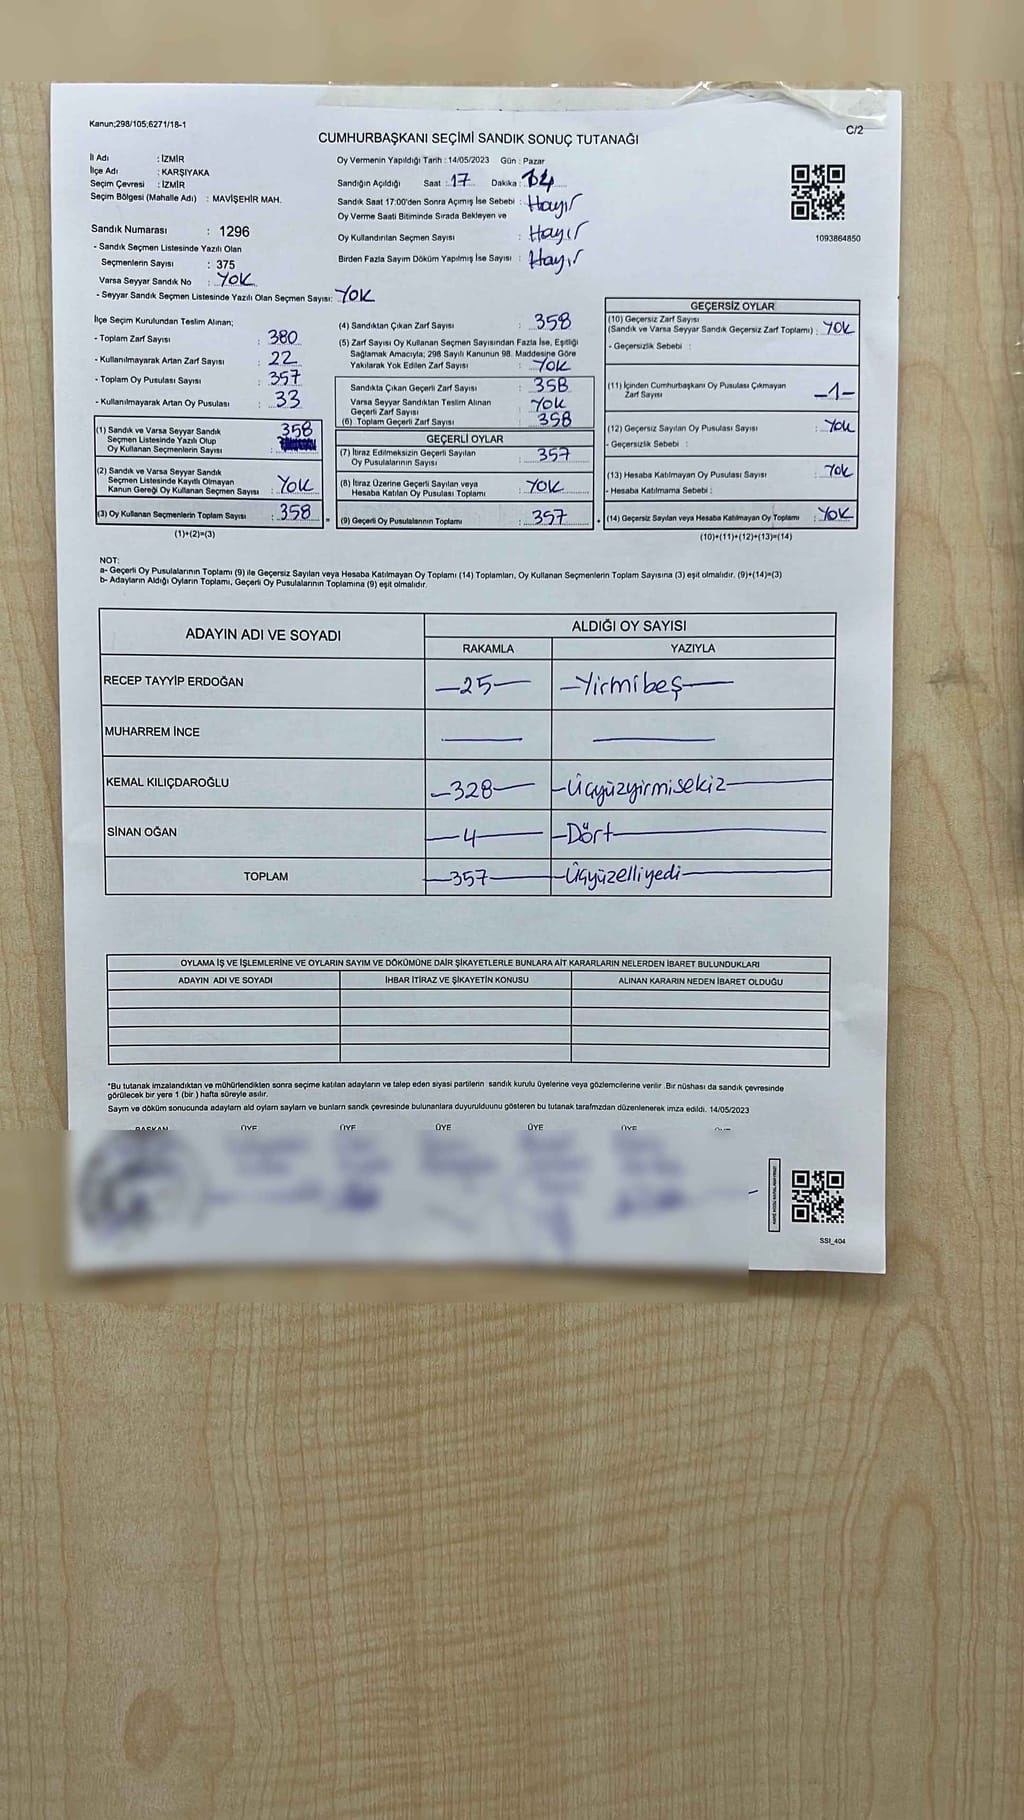 Kanun;298/105;6271/18-1
C/2
CUMHURBAŞKANI SEÇİMİ SANDIK SONUÇ TUTANAĞI
İl Adı : İZMİR
İlçe Adı : KARŞIYAKA
Seçim Çevresi : İZMİR
Seçim Bölgesi (Mahalle Adı) : MAVİŞEHİR MAH.
Sandık Numarası : 1296
- Sandık Seçmen Listesinde Yazılı Olan
Seçmenlerin Sayısı : 375
Varsa Seyyar Sandık No : YOK
- Seyyar Sandık Seçmen Listesinde Yazılı Olan Seçmen Sayısı: YOK
Oy Vermenin Yapıldığı Tarih : 14/05/2023 Gün : Pazar
Sandığın Açıldığı Saat : 17 Dakika :
Sandık Saat 17:00'den Sonra Açımış İse Sebebi : Hayır
Oy Verme Saati Bitiminde Sırada Bekleyen ve
Oy Kullandırılan Seçmen Sayısı : Hayır
Birden Fazla Sayım Döküm Yapılmış İse Sayısı : Hayır
1093864850
İlçe Seçim Kurulundan Teslim Alınan;
- Toplam Zarf Sayısı : 380
- Kullanılmayarak Artan Zarf Sayısı : 22
- Toplam Oy Pusulası Sayısı : 357
- Kullanılmayarak Artan Oy Pusulası : 33
(1) Sandık ve Varsa Seyyar Sandık 358
Seçmen Listesinde Yazılı Olup
Oy Kullanan Seçmenlerin Sayısı :
(2) Sandık ve Varsa Seyyar Sandık
Seçmen Listesinde Kayıtlı Olmayan
Kanun Gereği Oy Kullanan Seçmen Sayısı : YOK
(3) Oy Kullanan Seçmenlerin Toplam Sayısı : 358
(1)+(2)=(3)
(4) Sandıktan Çıkan Zarf Sayısı : 358
(5) Zarf Sayısı Oy Kullanan Seçmen Sayısından Fazla İse, Eşitliği
Sağlamak Amacıyla; 298 Sayılı Kanunun 98. Maddesine Göre
Yakılarak Yok Edilen Zarf Sayısı : YOK
Sandıkta Çıkan Geçerli Zarf Sayısı : 358
Varsa Seyyar Sandıktan Teslim Alınan : YOK
Geçerli Zarf Sayısı
(6) Toplam Geçerli Zarf Sayısı : 358
GEÇERLİ OYLAR
(7) İtiraz Edilmeksizin Geçerli Sayılan : 357
Oy Pusulalarının Sayısı
(8) İtiraz Üzerine Geçerli Sayılan veya : YOK
Hesaba Katılan Oy Pusulası Toplamı
(9) Geçerli Oy Pusulalarının Toplamı : 357
GEÇERSİZ OYLAR
(10) Geçersiz Zarf Sayısı
(Sandık ve Varsa Seyyar Sandık Geçersiz Zarf Toplamı) : YOK
- Geçersizlik Sebebi :
(11) İçinden Cumhurbaşkanı Oy Pusulası Çıkmayan
Zarf Sayısı : -1-
(12) Geçersiz Sayılan Oy Pusulası Sayısı : YOK
- Geçersizlik Sebebi :
(13) Hesaba Katılmayan Oy Pusulası Sayısı : YOK
- Hesaba Katılmama Sebebi :
(14) Geçersiz Sayılan veya Hesaba Katılmayan Oy Toplamı : YOK
(10)+(11)+(12)+(13)=(14)
NOT:
a- Geçerli Oy Pusulalarının Toplamı (9) ile Geçersiz Sayılan veya Hesaba Katılmayan Oy Toplamı (14) Toplamları, Oy Kullanan Seçmenlerin Toplam Sayısına (3) eşit olmalıdır. (9)+(14)=(3)
b- Adayların Aldığı Oyların Toplamı, Geçerli Oy Pusulalarının Toplamına (9) eşit olmalıdır.
ADAYIN ADI VE SOYADI ALDIĞI OY SAYISI
RAKAMLA YAZIYLA
RECEP TAYYİP ERDOĞAN -25- -Yirmibeş-
MUHARREM İNCE
KEMAL KILIÇDAROĞLU -328- -Üçyüzyirmisekiz-
SİNAN OĞAN -4- -Dört-
TOPLAM -357- -Üçyüzelliyedi-
OYLAMA İŞ VE İŞLEMLERİNE VE OYLARIN SAYIM VE DÖKÜMÜNE DAİR ŞİKAYETLERLE BUNLARA AİT KARARLARIN NELERDEN İBARET BULUNDUKLARI
ADAYIN ADI VE SOYADI İHBAR İTİRAZ VE ŞİKAYETİN KONUSU ALINAN KARARIN NEDEN İBARET OLDUĞU
*Bu tutanak imzalandıktan ve mühürlendikten sonra seçime katılan adayların ve talep eden siyasi partilerin sandık kurulu üyelerine veya gözlemcilerine verilir .Bir nüshası da sandık çevresinde
görülecek bir yere 1 (bir ) hafta süreyle asılır.
Sayım ve döküm sonucunda adaylarn ald oylarn sayların ve bunlarn sandk çevresinde bulunanlara duyurulduunu gösteren bu tutanak tarafmzdan düzenlenerek imza edildi. 14/05/2023
BAŞKAN ÜYE ÜYE ÜYE ÜYE ÜYE
SSI_404